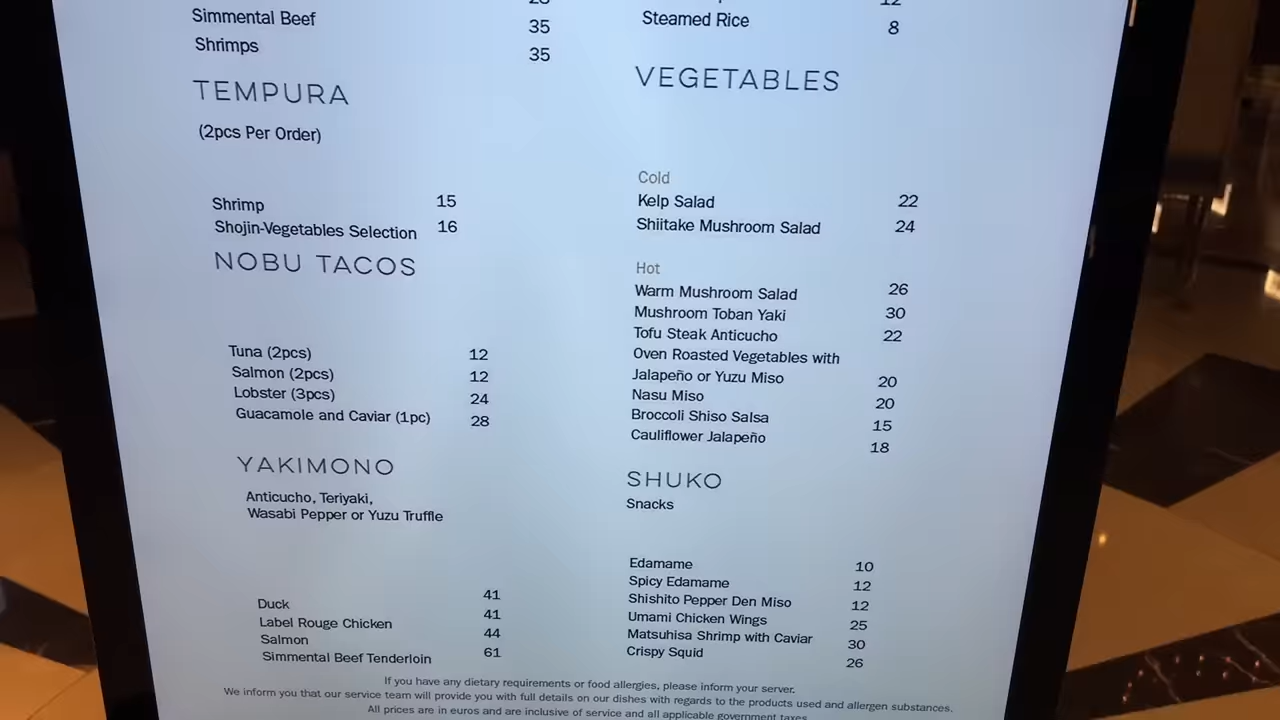 Simmental Beef 35
Shrimps 35
TEMPURA
(2pcs Per Order)
Shrimp 15
Shojin-Vegetables Selection 16
NOBU TACOS
Tuna (2pcs) 12
Salmon (2pcs) 12
Lobster (3pcs) 24
Guacamole and Caviar (1pc) 28
YAKIMONO
Anticucho, Teriyaki,
Wasabi Pepper or Yuzu Truffle
Duck 41
Label Rouge Chicken 41
Salmon 44
Simmental Beef Tenderloin 61
Steamed Rice 8
VEGETABLES
Cold
Kelp Salad 22
Shiitake Mushroom Salad 24
Hot
Warm Mushroom Salad 26
Mushroom Toban Yaki 30
Tofu Steak Anticucho 22
Oven Roasted Vegetables with
Jalapeño or Yuzu Miso 20
Nasu Miso 20
Broccoli Shiso Salsa 15
Cauliflower Jalapeño 18
SHUKO
Snacks
Edamame 10
Spicy Edamame 12
Shishito Pepper Den Miso 12
Umami Chicken Wings 25
Matsuhisa Shrimp with Caviar 30
Crispy Squid 26
If you have any dietary requirements or food allergies, please inform your server.
We inform you that our service team will provide you with full details on our dishes with regards to the products used and allergen substances.
All prices are in euros and are inclusive of service and all applicable government taxes